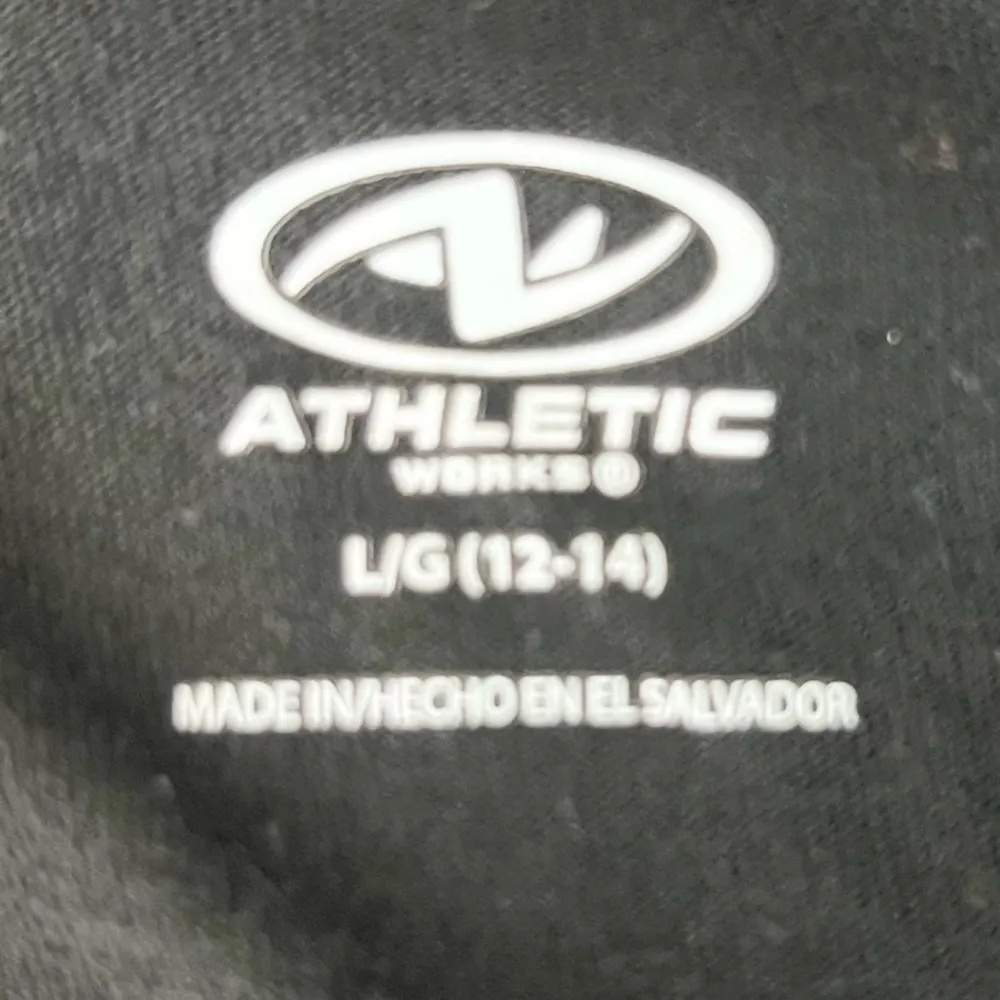 ATHLETIC
WORKS®
L/G (12-14)
MADE IN/HECHO EN EL SALVADOR